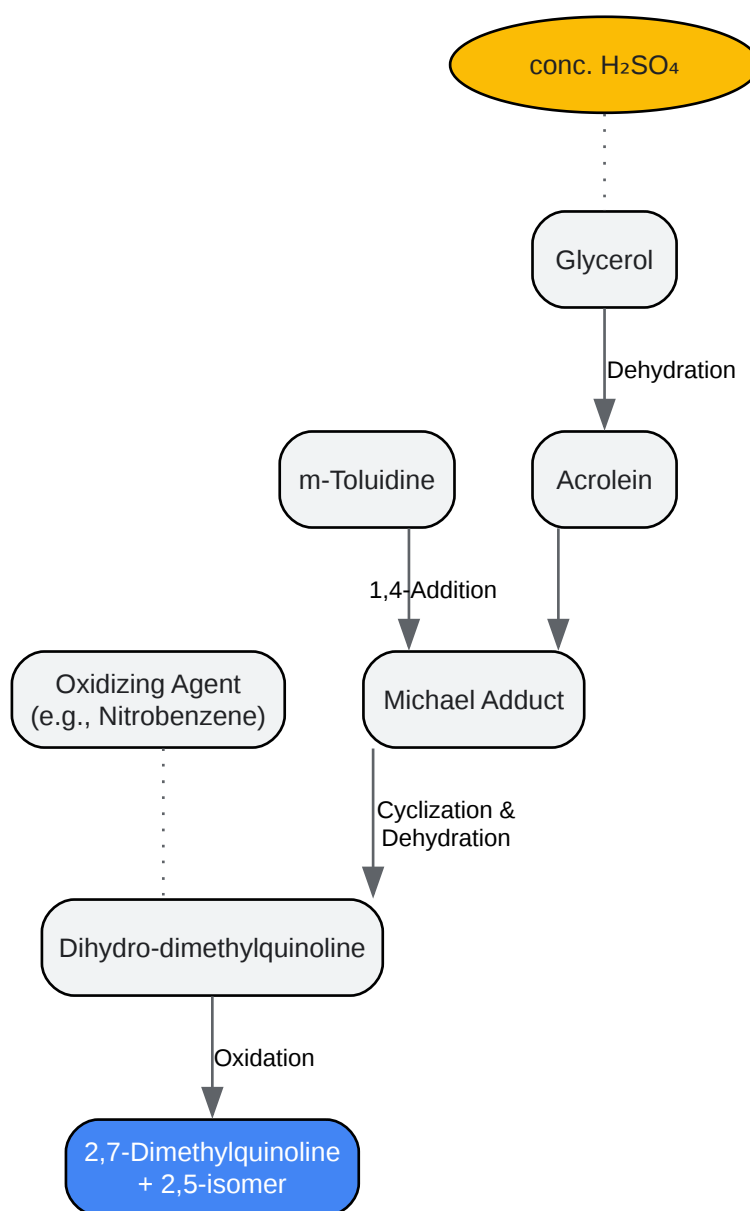 conc. H₂SO₄
Glycerol
Dehydration
m-Toluidine
Acrolein
1,4-Addition
Oxidizing Agent
(e.g., Nitrobenzene)
Michael Adduct
Cyclization &
Dehydration
Dihydro-dimethylquinoline
Oxidation
2,7-Dimethylquinoline
+ 2,5-isomer